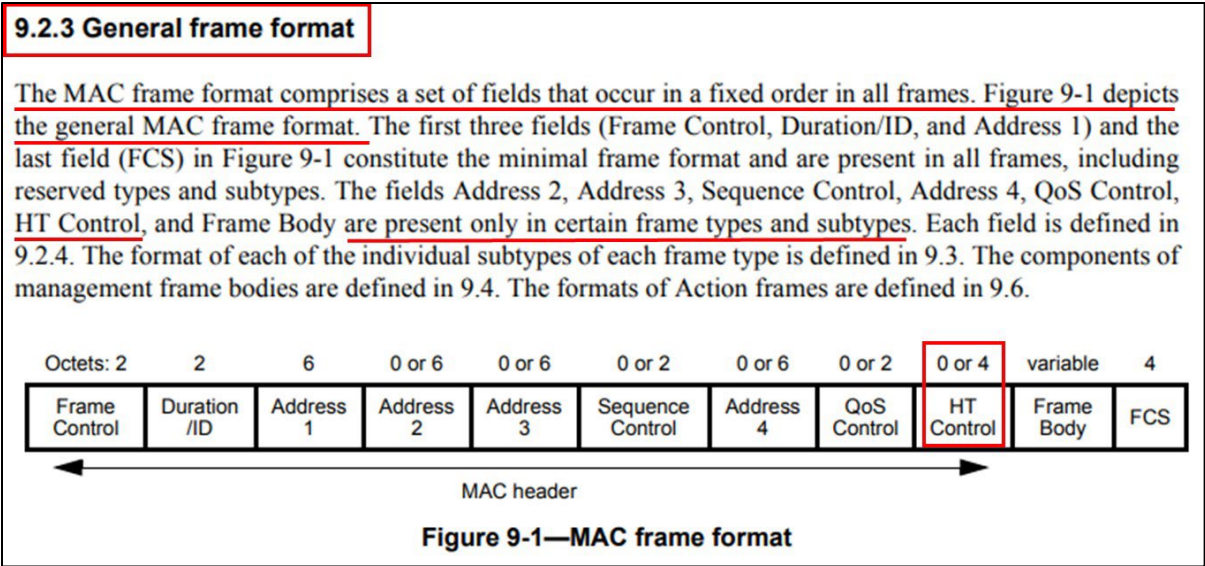 9.2.3 General frame format
The MAC frame format comprises a set of fields that occur in a fixed order in all frames. Figure 9-1 depicts
the general MAC frame format. The first three fields (Frame Control, Duration/ID, and Address 1) and the
last field (FCS) in Figure 9-1 constitute the minimal frame format and are present in all frames, including
reserved types and subtypes. The fields Address 2, Address 3, Sequence Control, Address 4, QoS Control,
HT Control, and Frame Body are present only in certain frame types and subtypes. Each field is defined in
9.2.4. The format of each of the individual subtypes of each frame type is defined in 9.3. The components of
management frame bodies are defined in 9.4. The formats of Action frames are defined in 9.6.
Octets: 2 2 6 0 or 6 0 or 6 0 or 2 0 or 6 0 or 2 0 or 4 variable 4
Frame Duration Address Address Address Sequence Address QoS HT Frame FCS
Control /ID 1 2 3 Control 4 Control Control Body
MAC header
Figure 9-1—MAC frame format